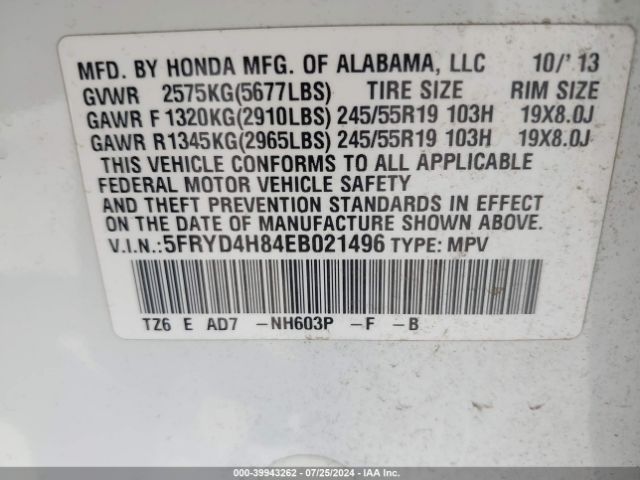 MFD. BY HONDA MFG. OF ALABAMA, LLC 10/'13
GVWR 2575KG(5677LBS) TIRE SIZE RIM SIZE
GAWR F 1320KG(2910LBS) 245/55R19 103H 19X8.0J
GAWR R1345KG(2965LBS) 245/55R19 103H 19X8.0J
THIS VEHICLE CONFORMS TO ALL APPLICABLE
FEDERAL MOTOR VEHICLE SAFETY
AND THEFT PREVENTION STANDARDS IN EFFECT
ON THE DATE OF MANUFACTURE SHOWN ABOVE.
V.I.N.:5FRYD4H84EB021496 TYPE: MPV
TZ6 E AD7 -NH603P -F -B
000-39943262 - 07/25/2024 - IAA Inc.